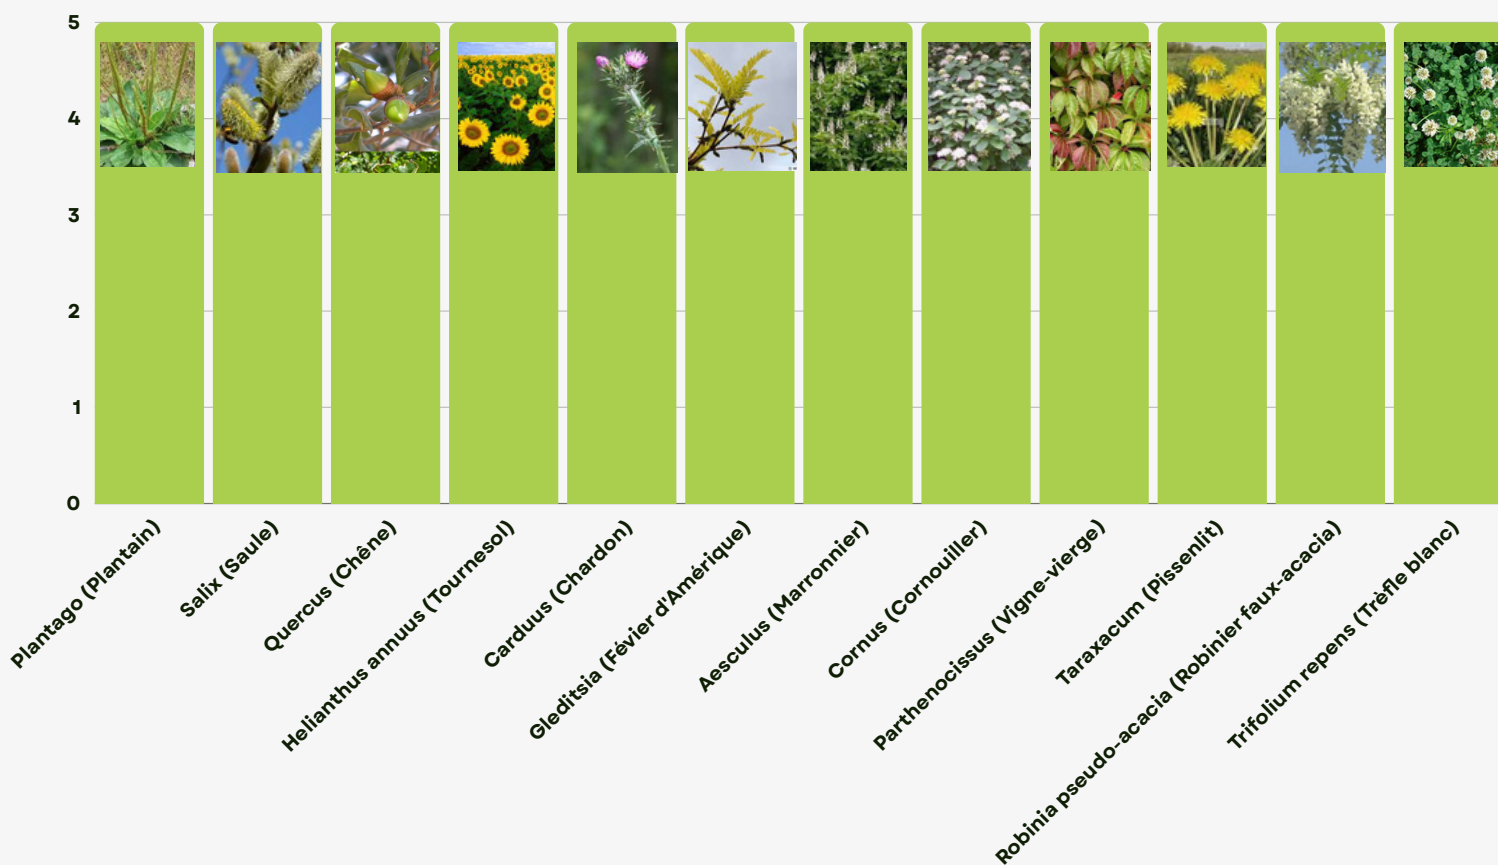 5
4
3
2
1
0
Plantago (Plantain)
Salix (Saule)
Quercus (Chêne)
Helianthus annuus (Tournesol)
Carduus (Chardon)
Gleditsia (Févier d'Amérique)
Aesculus (Marronnier)
Cornus (Cornouiller)
Parthenocissus (Vigne-vierge)
Taraxacum (Pissenlit)
Robinia pseudo-acacia (Robinier faux-acacia)
Trifolium repens (Trèfle blanc)